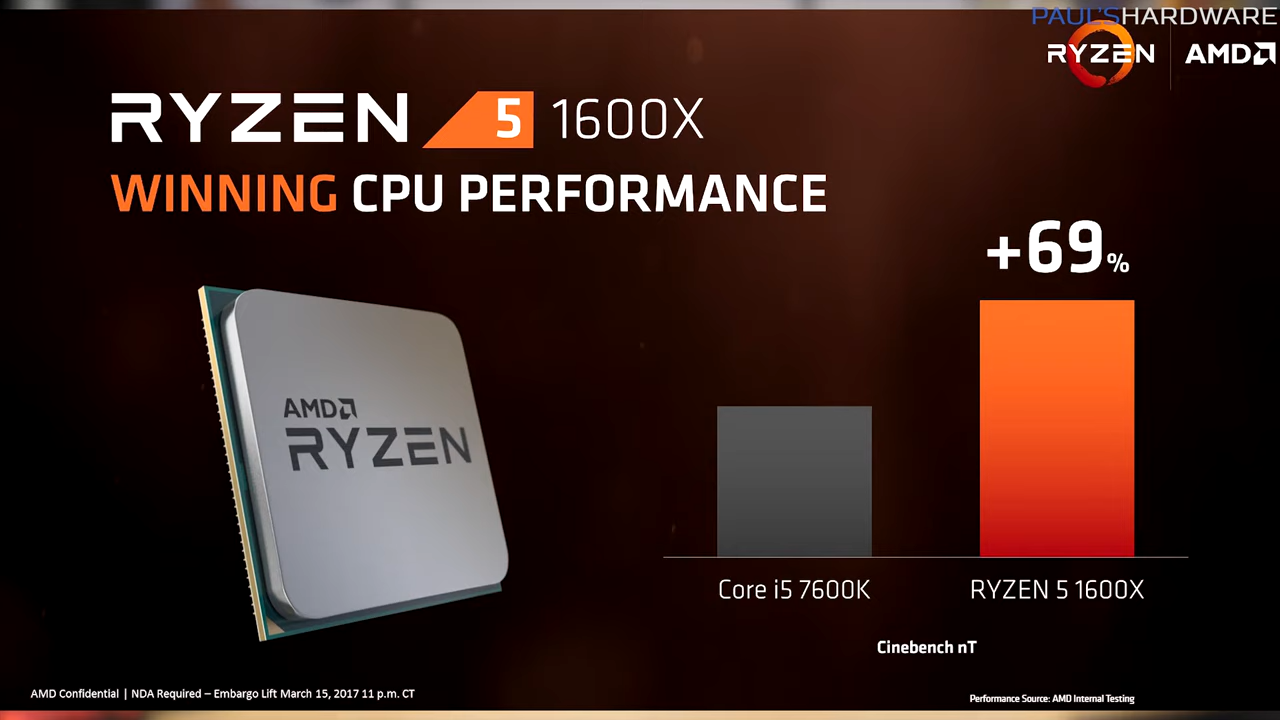 PAUL'SHARDWARE
RYZEN | AMD
RYZEN 5 1600X
WINNING CPU PERFORMANCE
+69%
AMD
RYZEN
Core i5 7600K
RYZEN 5 1600X
Cinebench nT
AMD Confidential | NDA Required – Embargo Lift March 15, 2017 11 p.m. CT
Performance Source: AMD Internal Testing